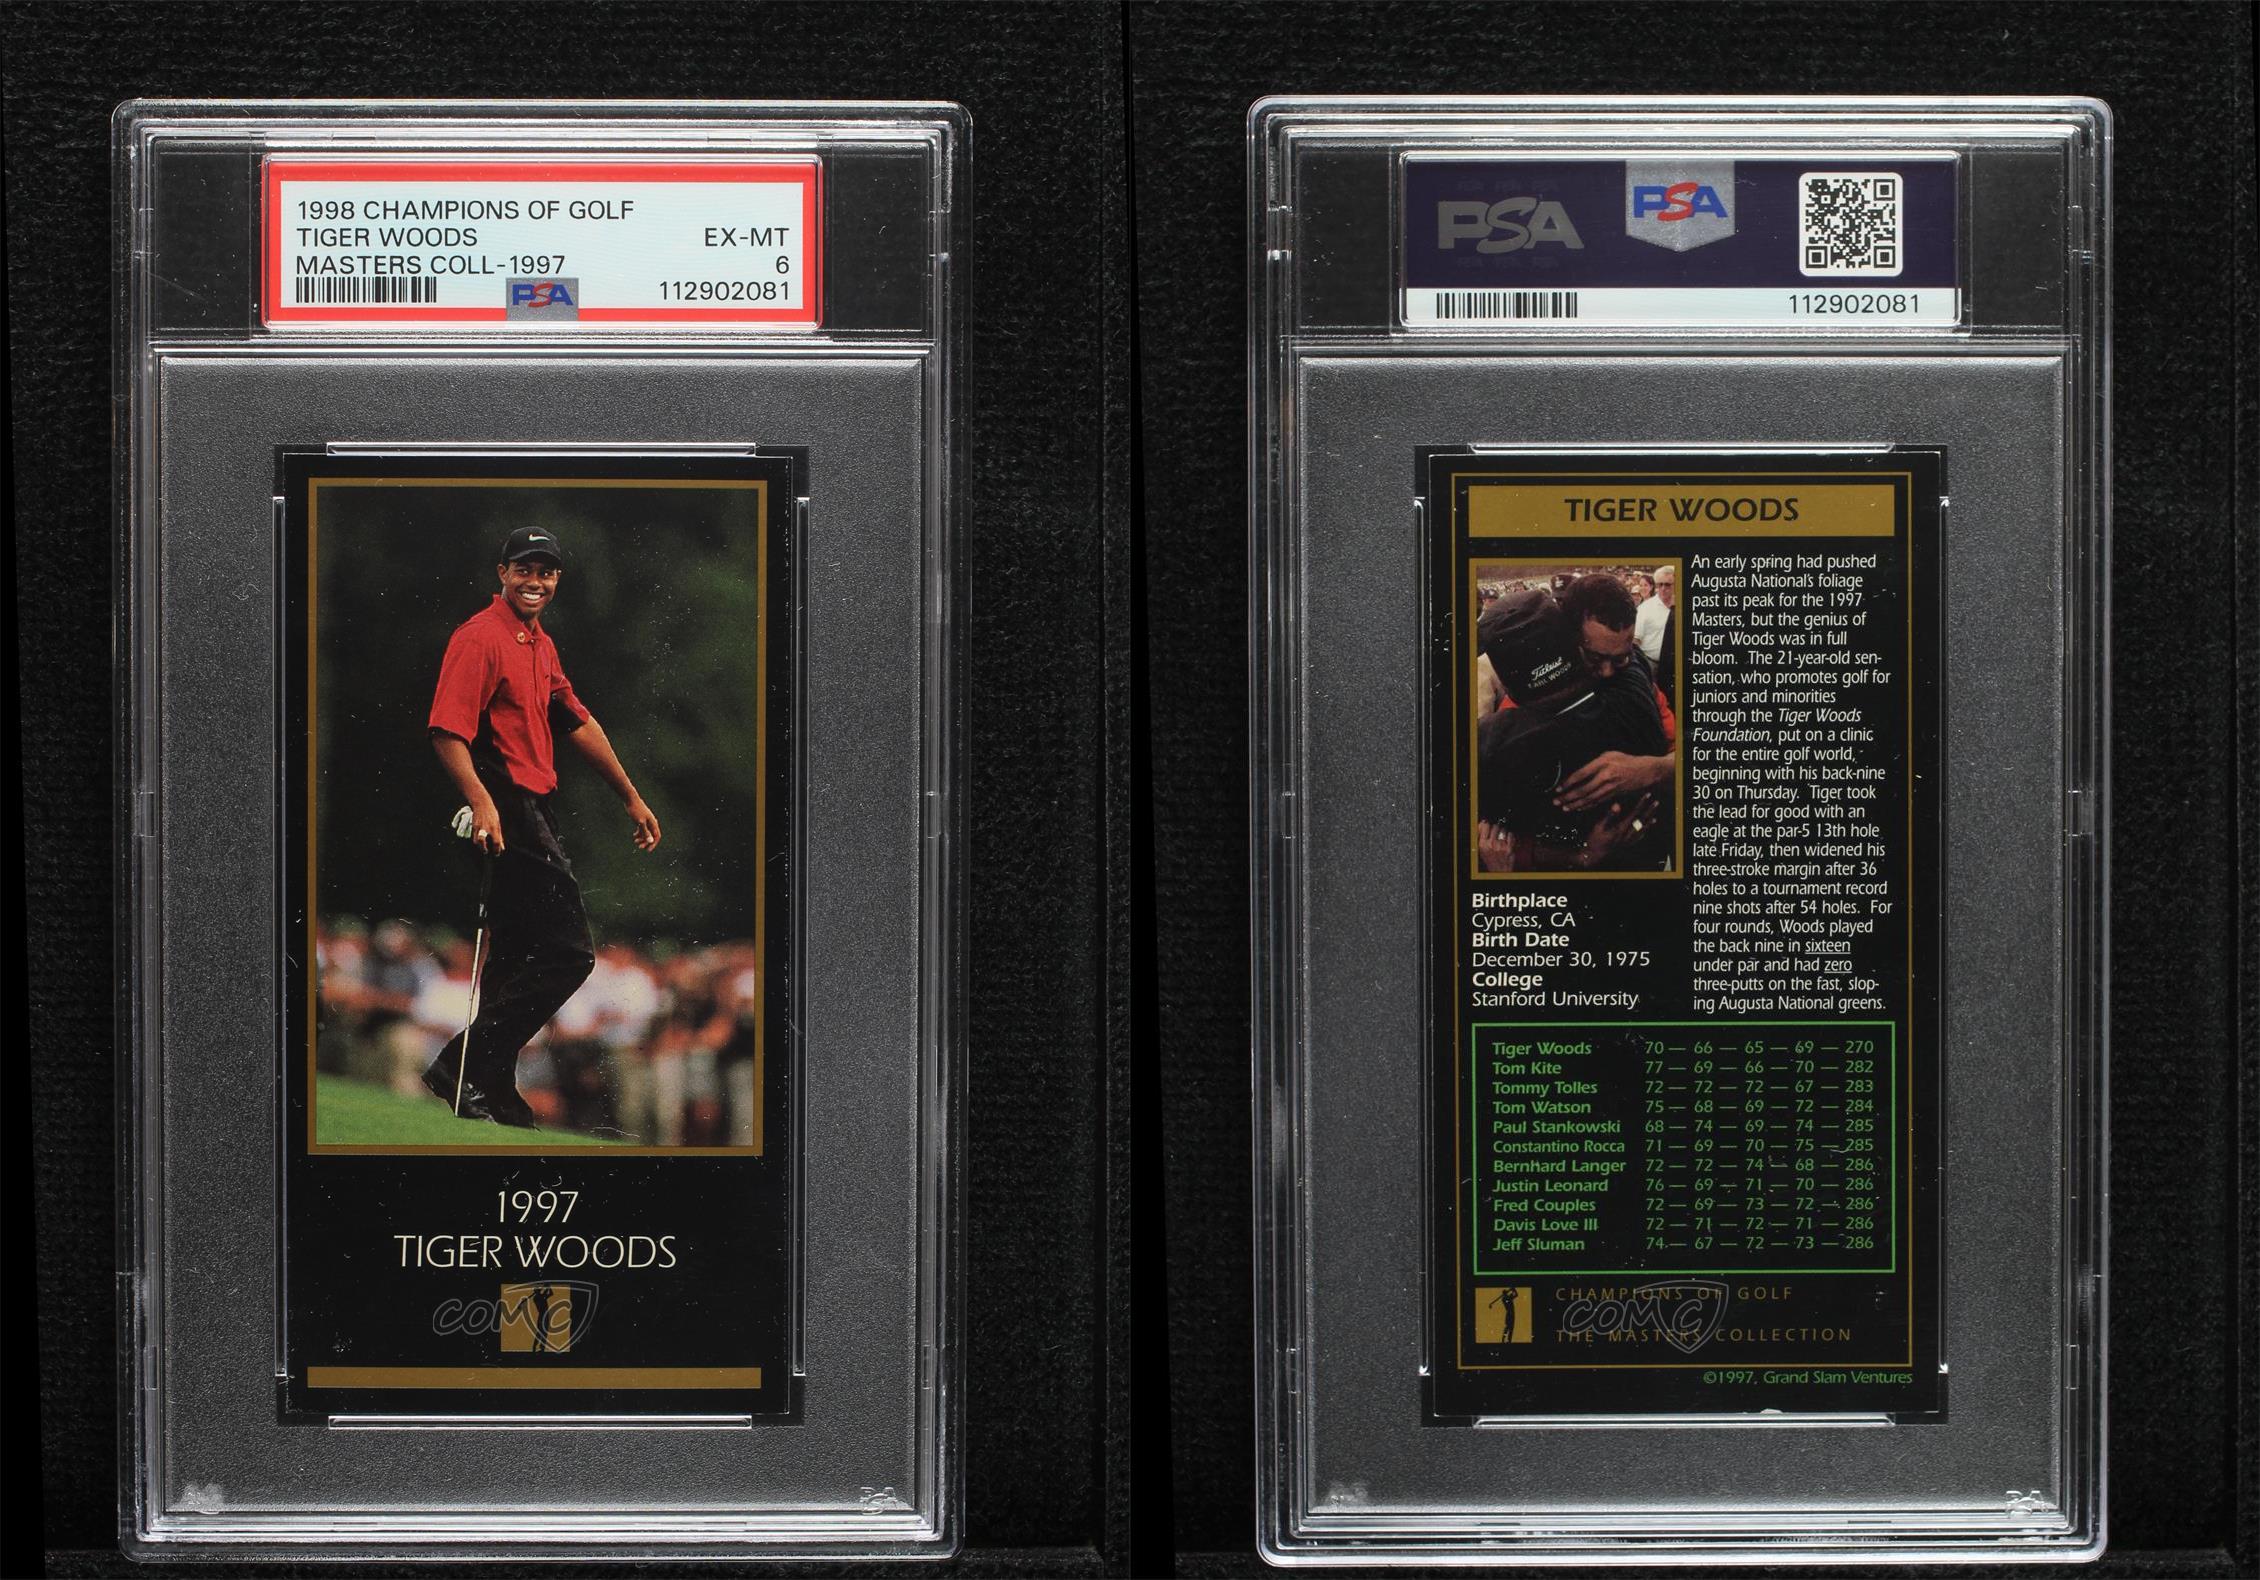 1998 CHAMPIONS OF GOLF
TIGER WOODS EX-MT
MASTERS COLL-1997 6
PSA 112902081
1997
TIGER WOODS
COMC
PSA
PSA PSA
112902081
TIGER WOODS
An early spring had pushed
Augusta National's foliage
past its peak for the 1997
Masters, but the genius of
Tiger Woods was in full
bloom. The 21-year-old sen-
sation, who promotes golf for
juniors and minorities
through the Tiger Woods
Foundation, put on a clinic
for the entire golf world,
beginning with his back-nine
30 on Thursday. Tiger took
the lead for good with an
eagle at the par-5 13th hole
late Friday, then widened his
three-stroke margin after 36
holes to a tournament record
nine shots after 54 holes. For
four rounds, Woods played
the back nine in sixteen
under par and had zero
three-putts on the fast, slop-
ing Augusta National greens.
Titleist
EARL WOODS
Birthplace
Cypress, CA
Birth Date
December 30, 1975
College
Stanford University
Tiger Woods 70 — 66 — 65 — 69 — 270
Tom Kite 77 — 69 — 66 — 70 — 282
Tommy Tolles 72 — 72 — 72 — 67 — 283
Tom Watson 75 — 68 — 69 — 72 — 284
Paul Stankowski 68 — 74 — 69 — 74 — 285
Constantino Rocca 71 — 69 — 70 — 75 — 285
Bernhard Langer 72 — 72 — 74 — 68 — 286
Justin Leonard 76 — 69 — 71 — 70 — 286
Fred Couples 72 — 69 — 73 — 72 — 286
Davis Love III 72 — 71 — 72 — 71 — 286
Jeff Sluman 74 — 67 — 72 — 73 — 286
CHAMPIONS OF GOLF
COMC
THE MASTERS COLLECTION
©1997, Grand Slam Ventures
PSA